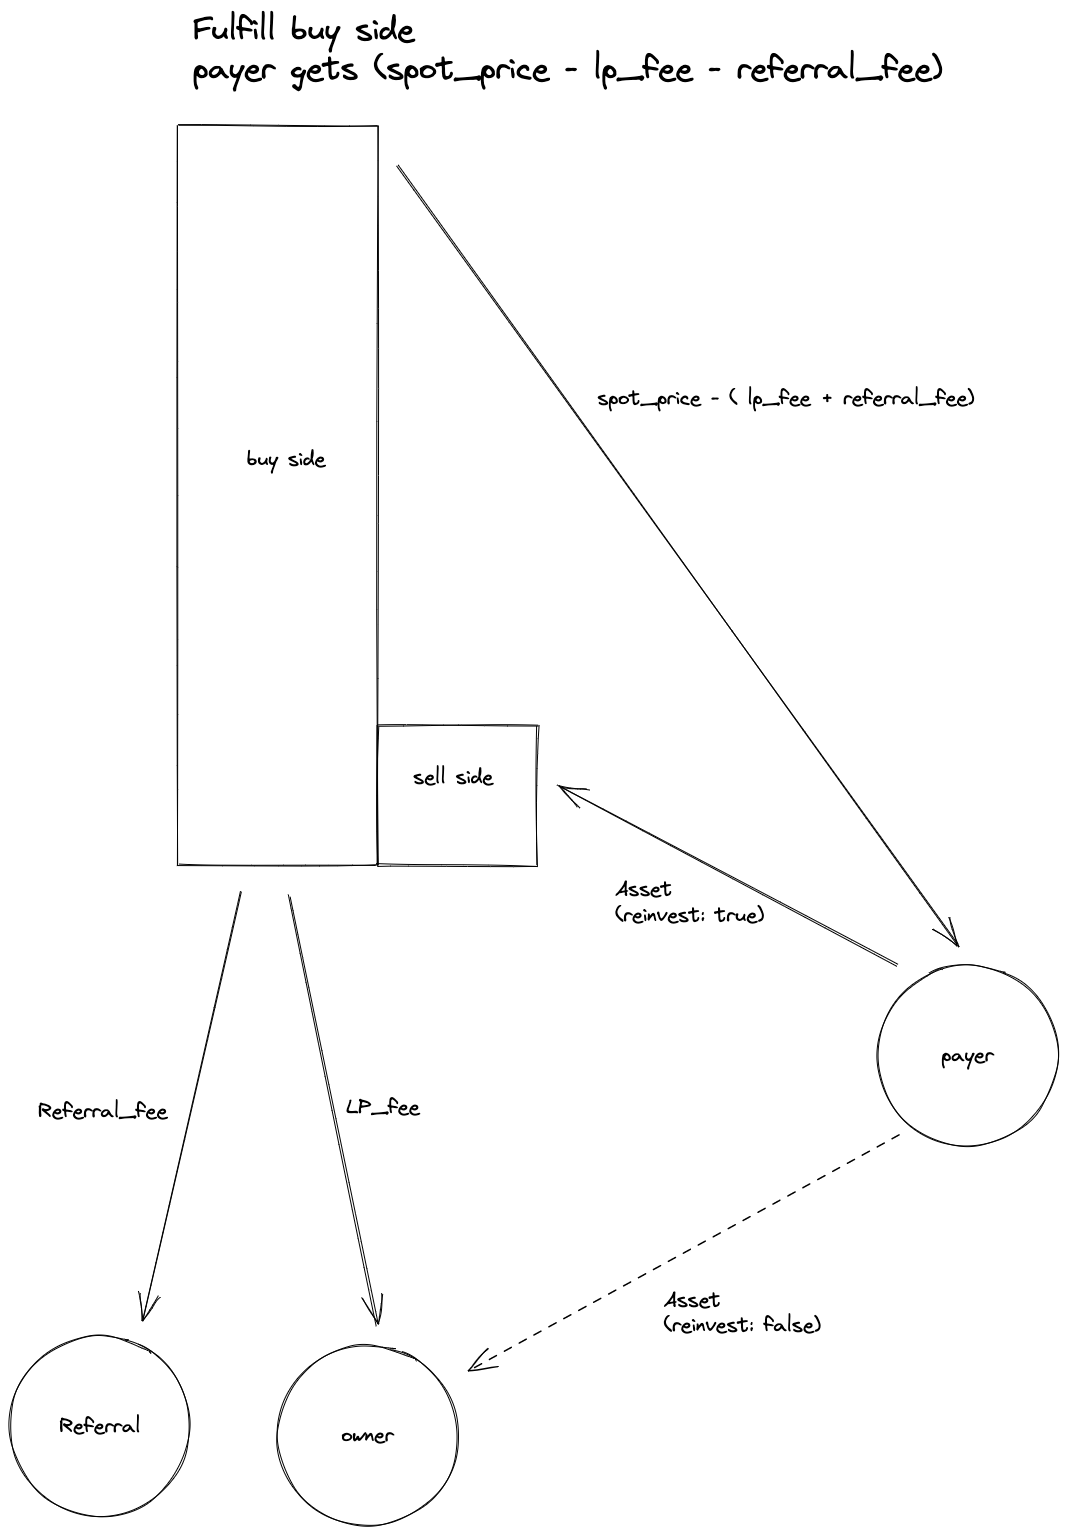 Fulfill buy side
payer gets (spot_price - lp_fee - referral_fee)
spot_price - ( lp_fee + referral_fee)
buy side
sell side
Asset
(reinvest: true)
payer
Referral_fee
LP_fee
Asset
(reinvest: false)
Referral
owner